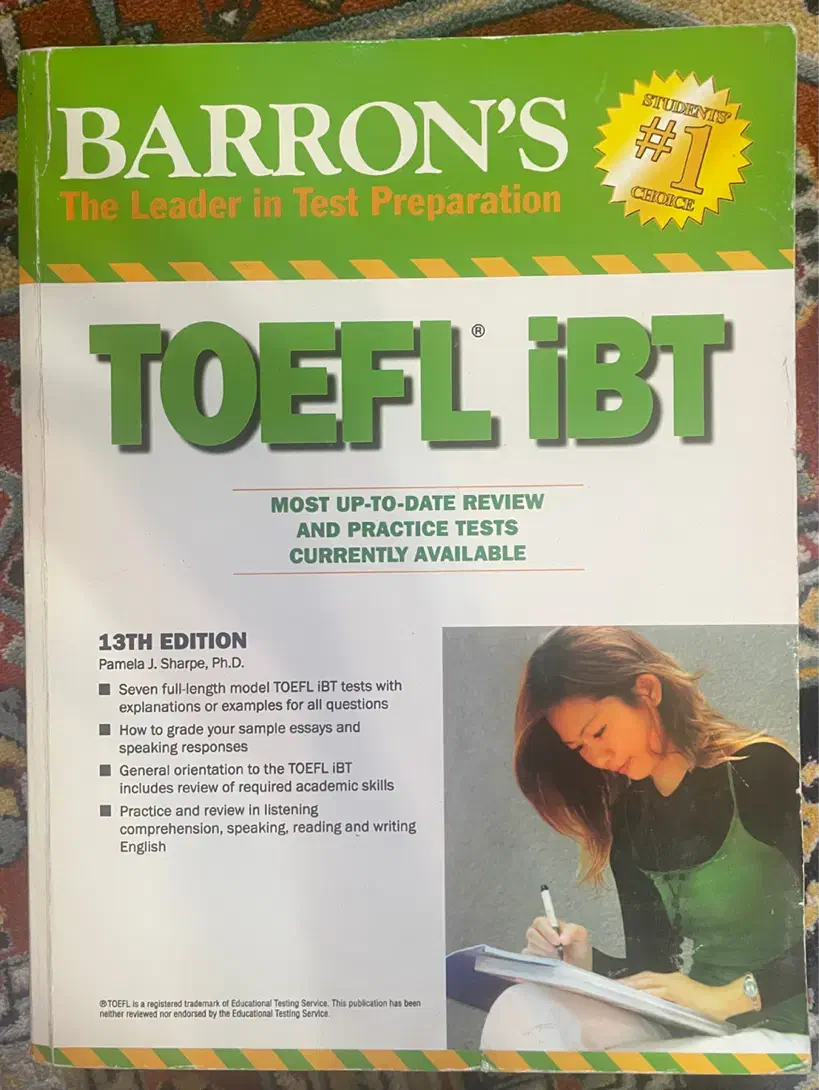 BARRON'S
The Leader in Test Preparation
STUDENTS'
#1
CHOICE
TOEFL® iBT
MOST UP-TO-DATE REVIEW
AND PRACTICE TESTS
CURRENTLY AVAILABLE
13TH EDITION
Pamela J. Sharpe, Ph.D.
■ Seven full-length model TOEFL iBT tests with
explanations or examples for all questions
■ How to grade your sample essays and
speaking responses
■ General orientation to the TOEFL iBT
includes review of required academic skills
■ Practice and review in listening
comprehension, speaking, reading and writing
English
®TOEFL is a registered trademark of Educational Testing Service. This publication has been
neither reviewed nor endorsed by the Educational Testing Service.